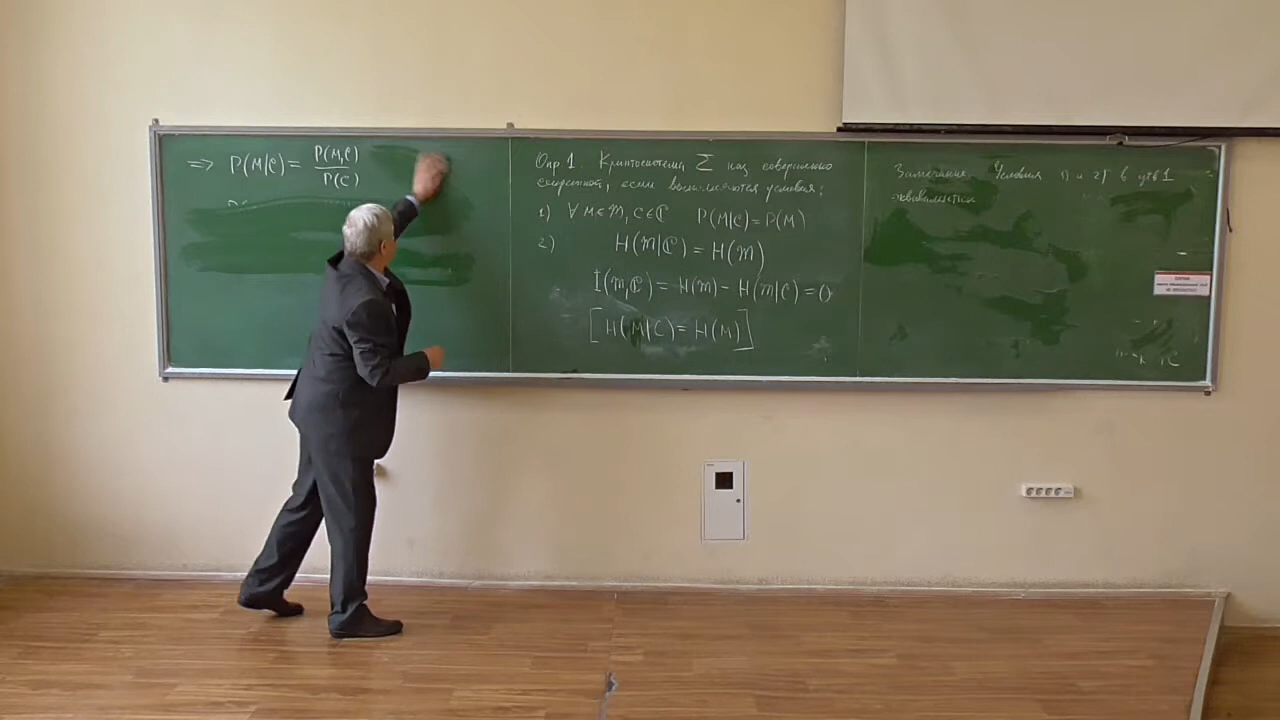 ⇒ P(M|C) = P(M,C) / P(C)
Опр 1. Криптосистема Σ наз совершенно
секретной, если выполняются условия:
1) ∀ M ∈ 𝓜, C ∈ ℂ P(M|C) = P(M)
2) H(𝓜|ℂ) = H(𝓜)
I(𝓜,ℂ) = H(𝓜) − H(𝓜|ℂ) = 0
[H(M|C) = H(M)]
Замечание. Условия 1) и 2) в опр 1
эквивалентны